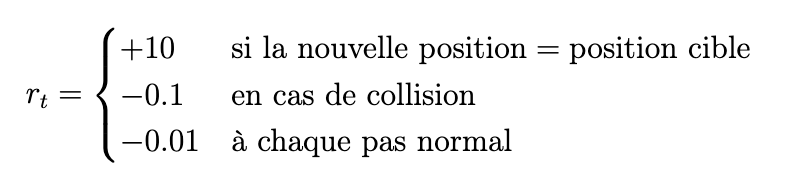 +10 si la nouvelle position = position cible
r_t = { −0.1 en cas de collision
−0.01 à chaque pas normal